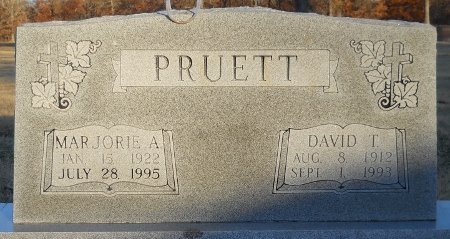 PRUETT
MARJORIE A.
JAN. 15, 1922
JULY 28, 1995
DAVID T.
AUG. 8, 1912
SEPT. 1, 1993